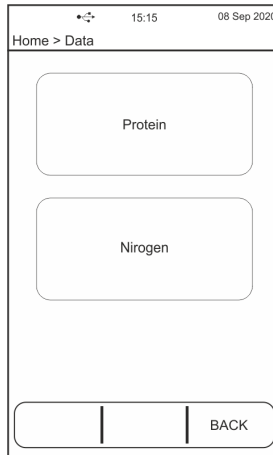 15:15 08 Sep 2020
Home > Data
Protein
Nirogen
BACK